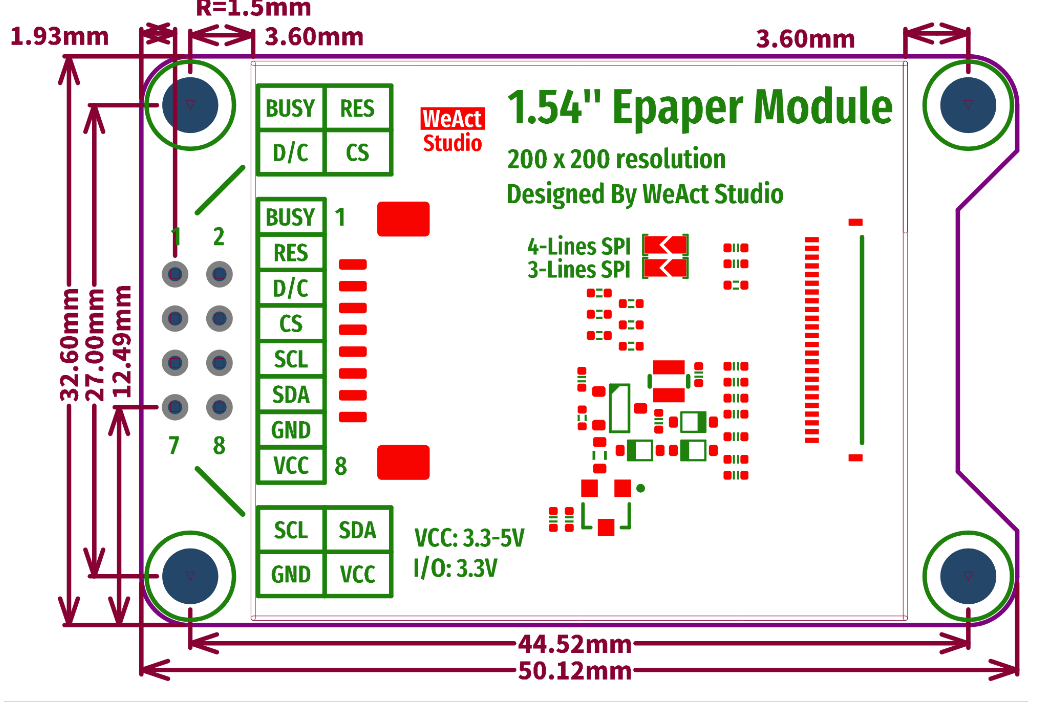 R=1.5mm
1.93mm
3.60mm
3.60mm
BUSY RES
D/C CS
WeAct
Studio
1.54" Epaper Module
200 x 200 resolution
Designed By WeAct Studio
BUSY 1
RES
D/C
CS
SCL
SDA
GND
VCC 8
1 2
7 8
4-Lines SPI
3-Lines SPI
32.60mm
27.00mm
12.49mm
SCL SDA
GND VCC
VCC: 3.3-5V
I/O: 3.3V
44.52mm
50.12mm